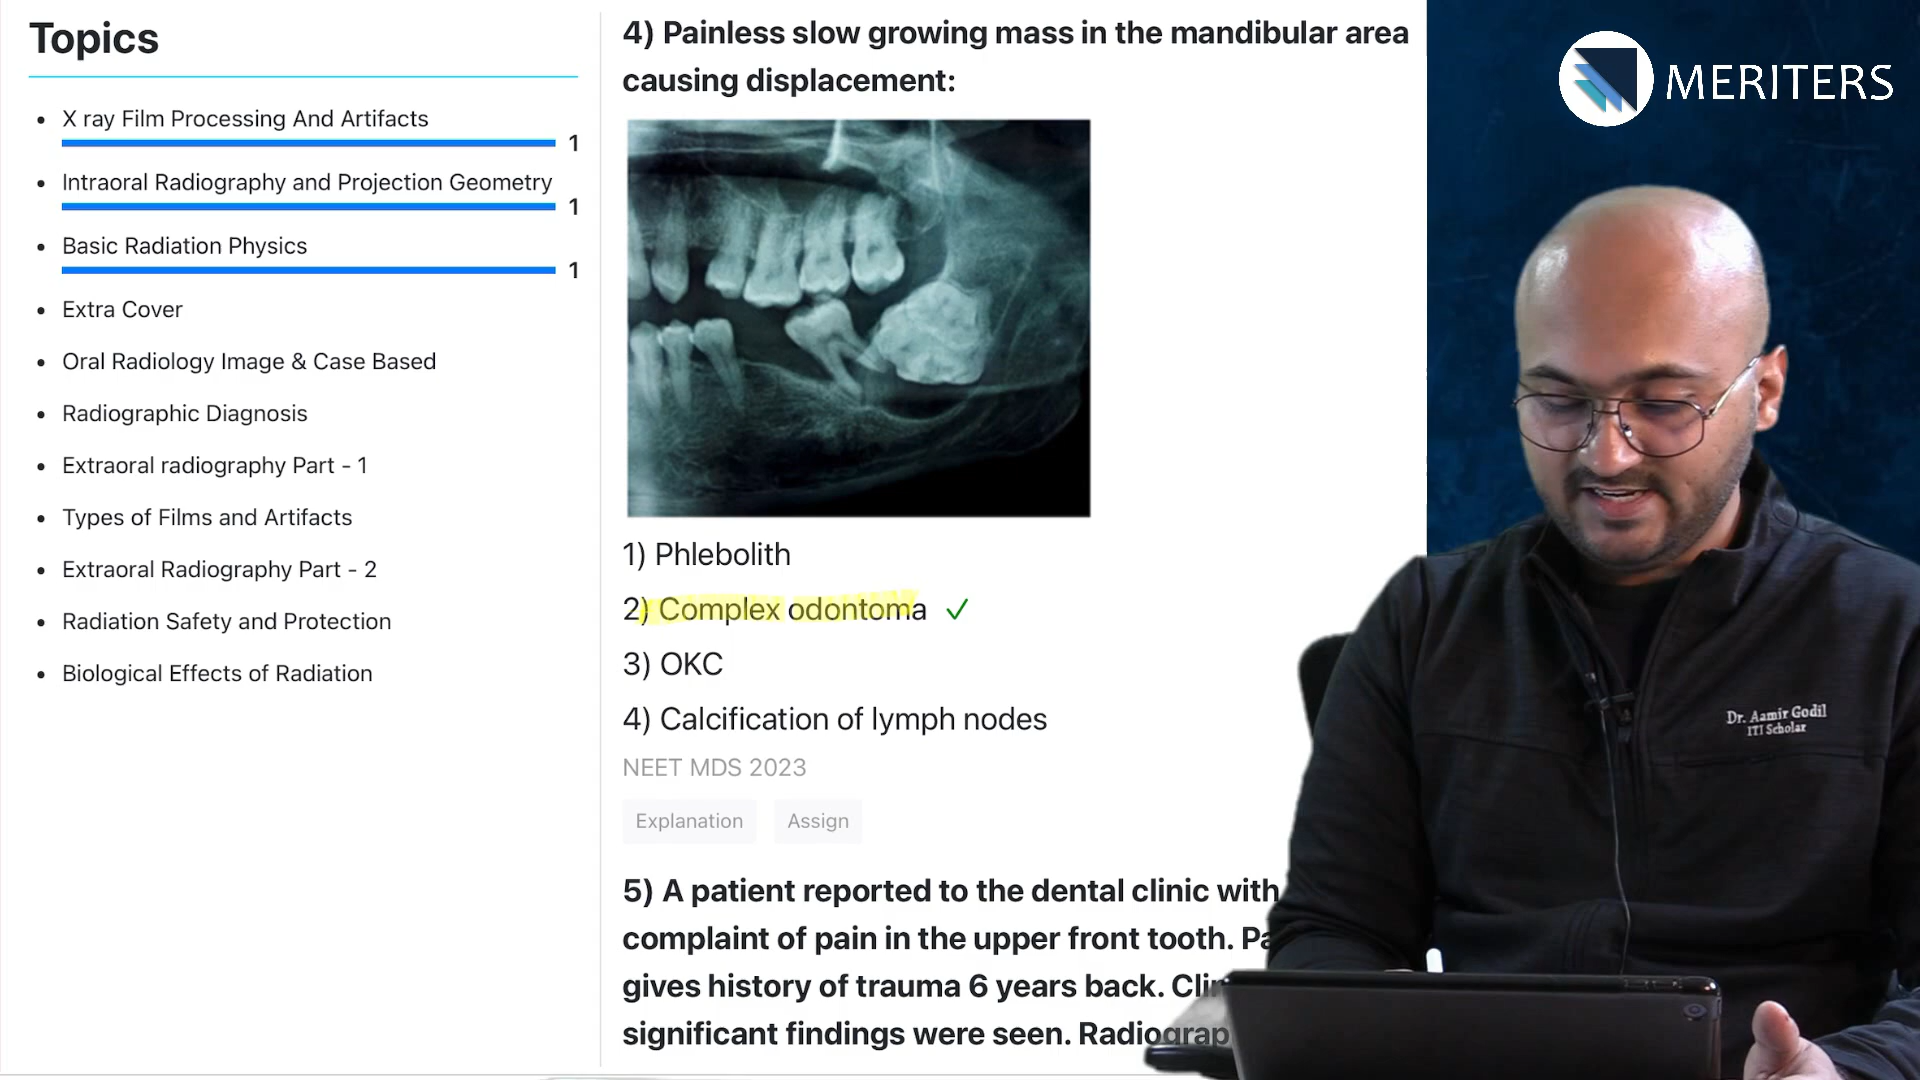 Topics
X ray Film Processing And Artifacts
1
Intraoral Radiography and Projection Geometry
1
Basic Radiation Physics
1
Extra Cover
Oral Radiology Image & Case Based
Radiographic Diagnosis
Extraoral radiography Part - 1
Types of Films and Artifacts
Extraoral Radiography Part - 2
Radiation Safety and Protection
Biological Effects of Radiation
4) Painless slow growing mass in the mandibular area
causing displacement:
1) Phlebolith
2) Complex odontoma ✓
3) OKC
4) Calcification of lymph nodes
NEET MDS 2023
Explanation Assign
5) A patient reported to the dental clinic with
complaint of pain in the upper front tooth.
gives history of trauma 6 years back.
significant findings were seen.
MERITERS
Dr. Aamir Godil
ITI Scholar